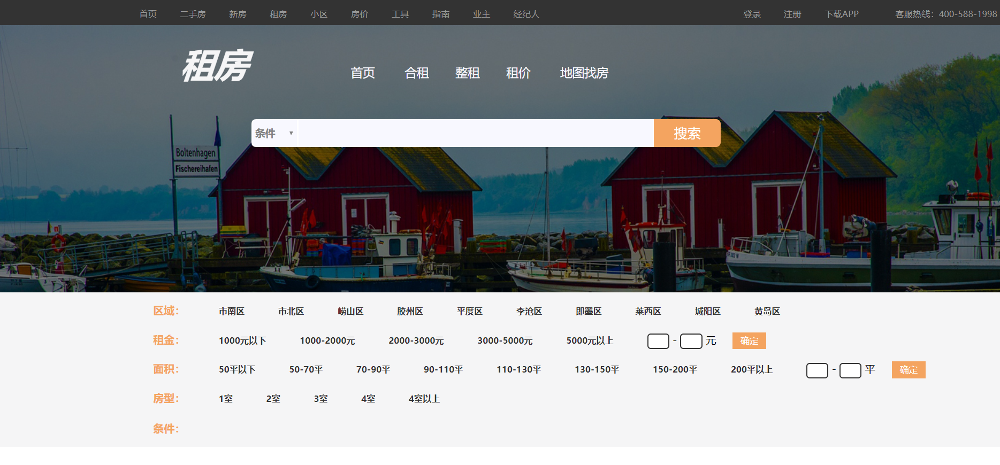 首页 二手房 新房 租房 小区 房价 工具 指南 业主 经纪人 登录 注册 下载APP 客服热线：400-588-1998
租房 首页 合租 整租 租价 地图找房
条件 ▼ 搜索
Boltenhagen
Fischereihafen
区域： 市南区 市北区 崂山区 胶州区 平度区 李沧区 即墨区 莱西区 城阳区 黄岛区
租金： 1000元以下 1000-2000元 2000-3000元 3000-5000元 5000元以上 - 元 确定
面积： 50平以下 50-70平 70-90平 90-110平 110-130平 130-150平 150-200平 200平以上 - 平 确定
房型： 1室 2室 3室 4室 4室以上
条件：